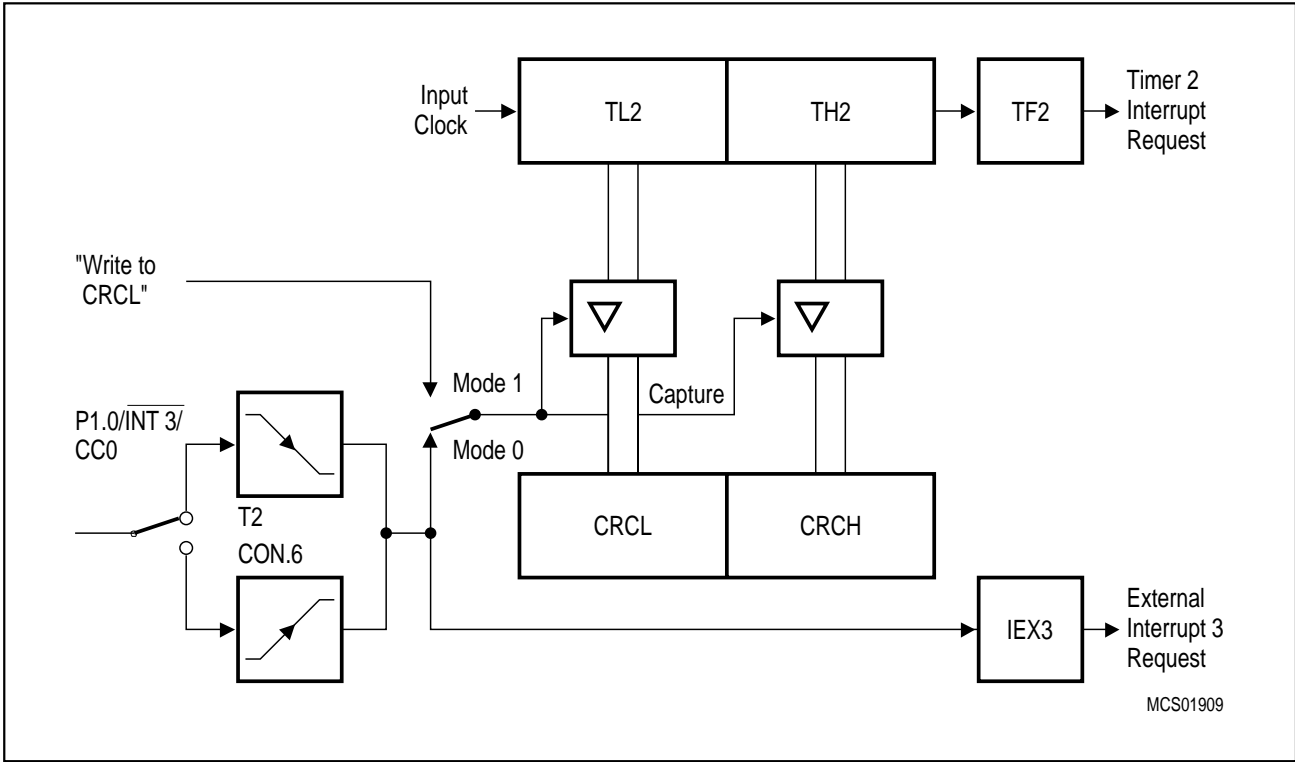 Input
Clock
TL2
TH2
TF2
Timer 2
Interrupt
Request
"Write to
CRCL"
Mode 1
Capture
Mode 0
P1.0/INT 3/
CC0
T2
CON.6
CRCL
CRCH
IEX3
External
Interrupt 3
Request
MCS01909